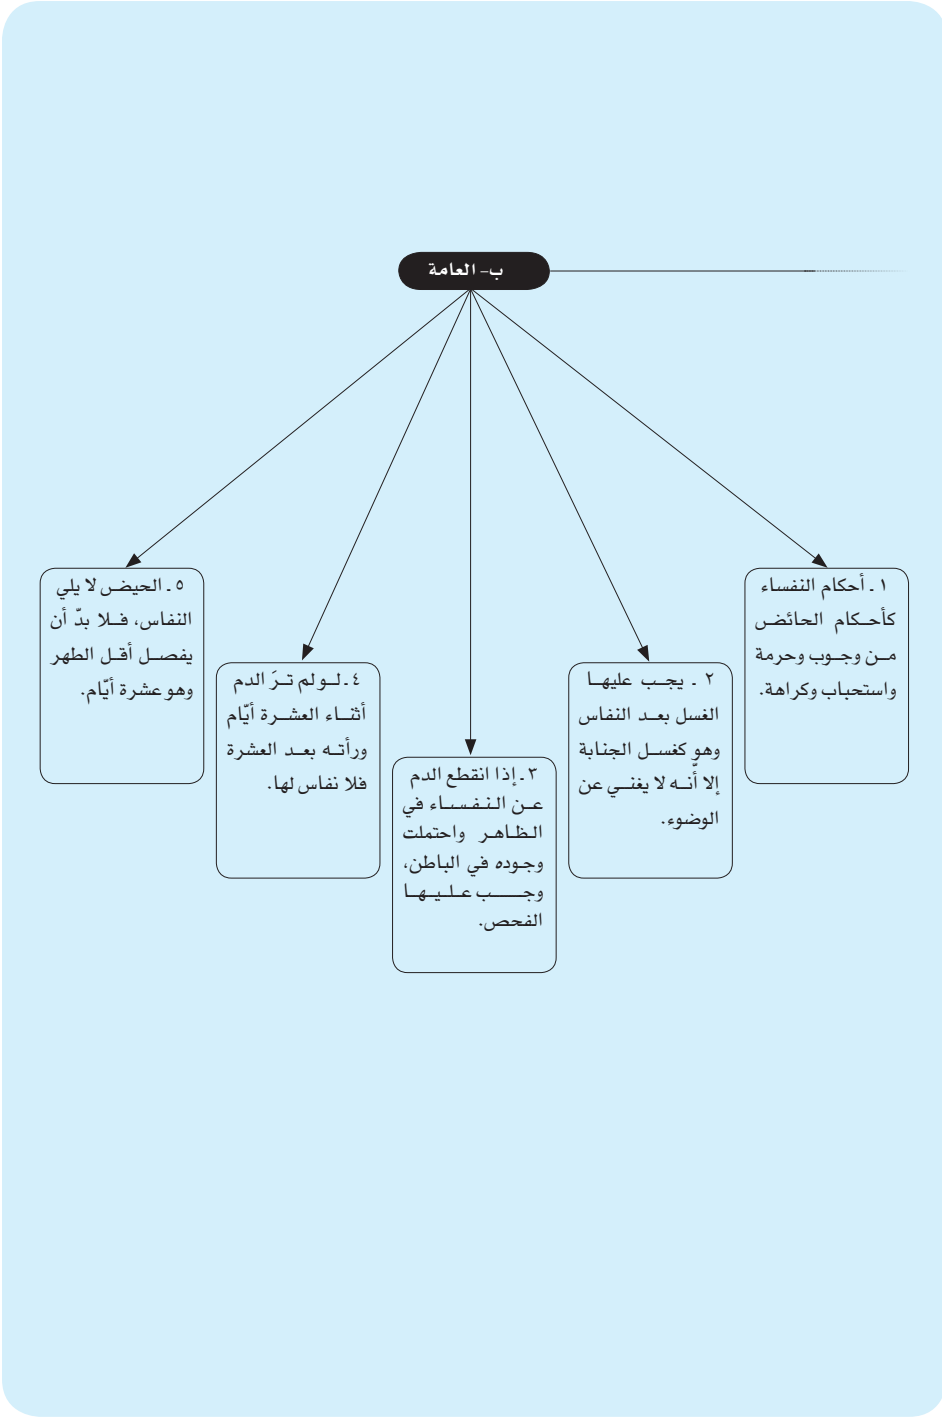 ب- العامة
١ ـ أحكام النفساء
كأحكام الحائض
من وجوب وحرمة
واستحباب وكراهة.
٢ ـ يجب عليها
الغسل بعد النفاس
وهو كغسل الجنابة
إلا أنّه لا يغني عن
الوضوء.
٣ ـ إذا انقطع الدم
عن النفساء في
الظاهر واحتملت
وجوده في الباطن،
وجب عليها
الفحص.
٤ ـ لو لم ترَ الدم
أثناء العشرة أيّام
ورأته بعد العشرة
فلا نفاس لها.
٥ ـ الحيض لا يلي
النفاس، فلا بدّ أن
يفصل أقل الطهر
وهو عشرة أيّام.